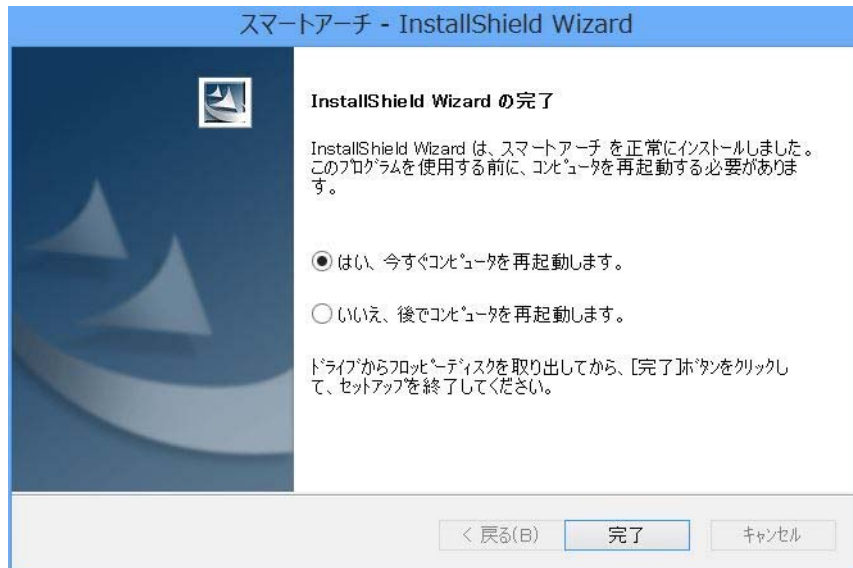 スマートアーチ - InstallShield Wizard
InstallShield Wizard の完了
InstallShield Wizard は、スマートアーチ を正常にインストールしました。
このプログラムを使用する前に、コンピュータを再起動する必要がありま
す。
はい、今すぐコンピュータを再起動します。
いいえ、後でコンピュータを再起動します。
ドライブからフロッピーディスクを取り出してから、[完了]ボタンをクリックし
て、セットアップを終了してください。
< 戻る(B)
完了
キャンセル